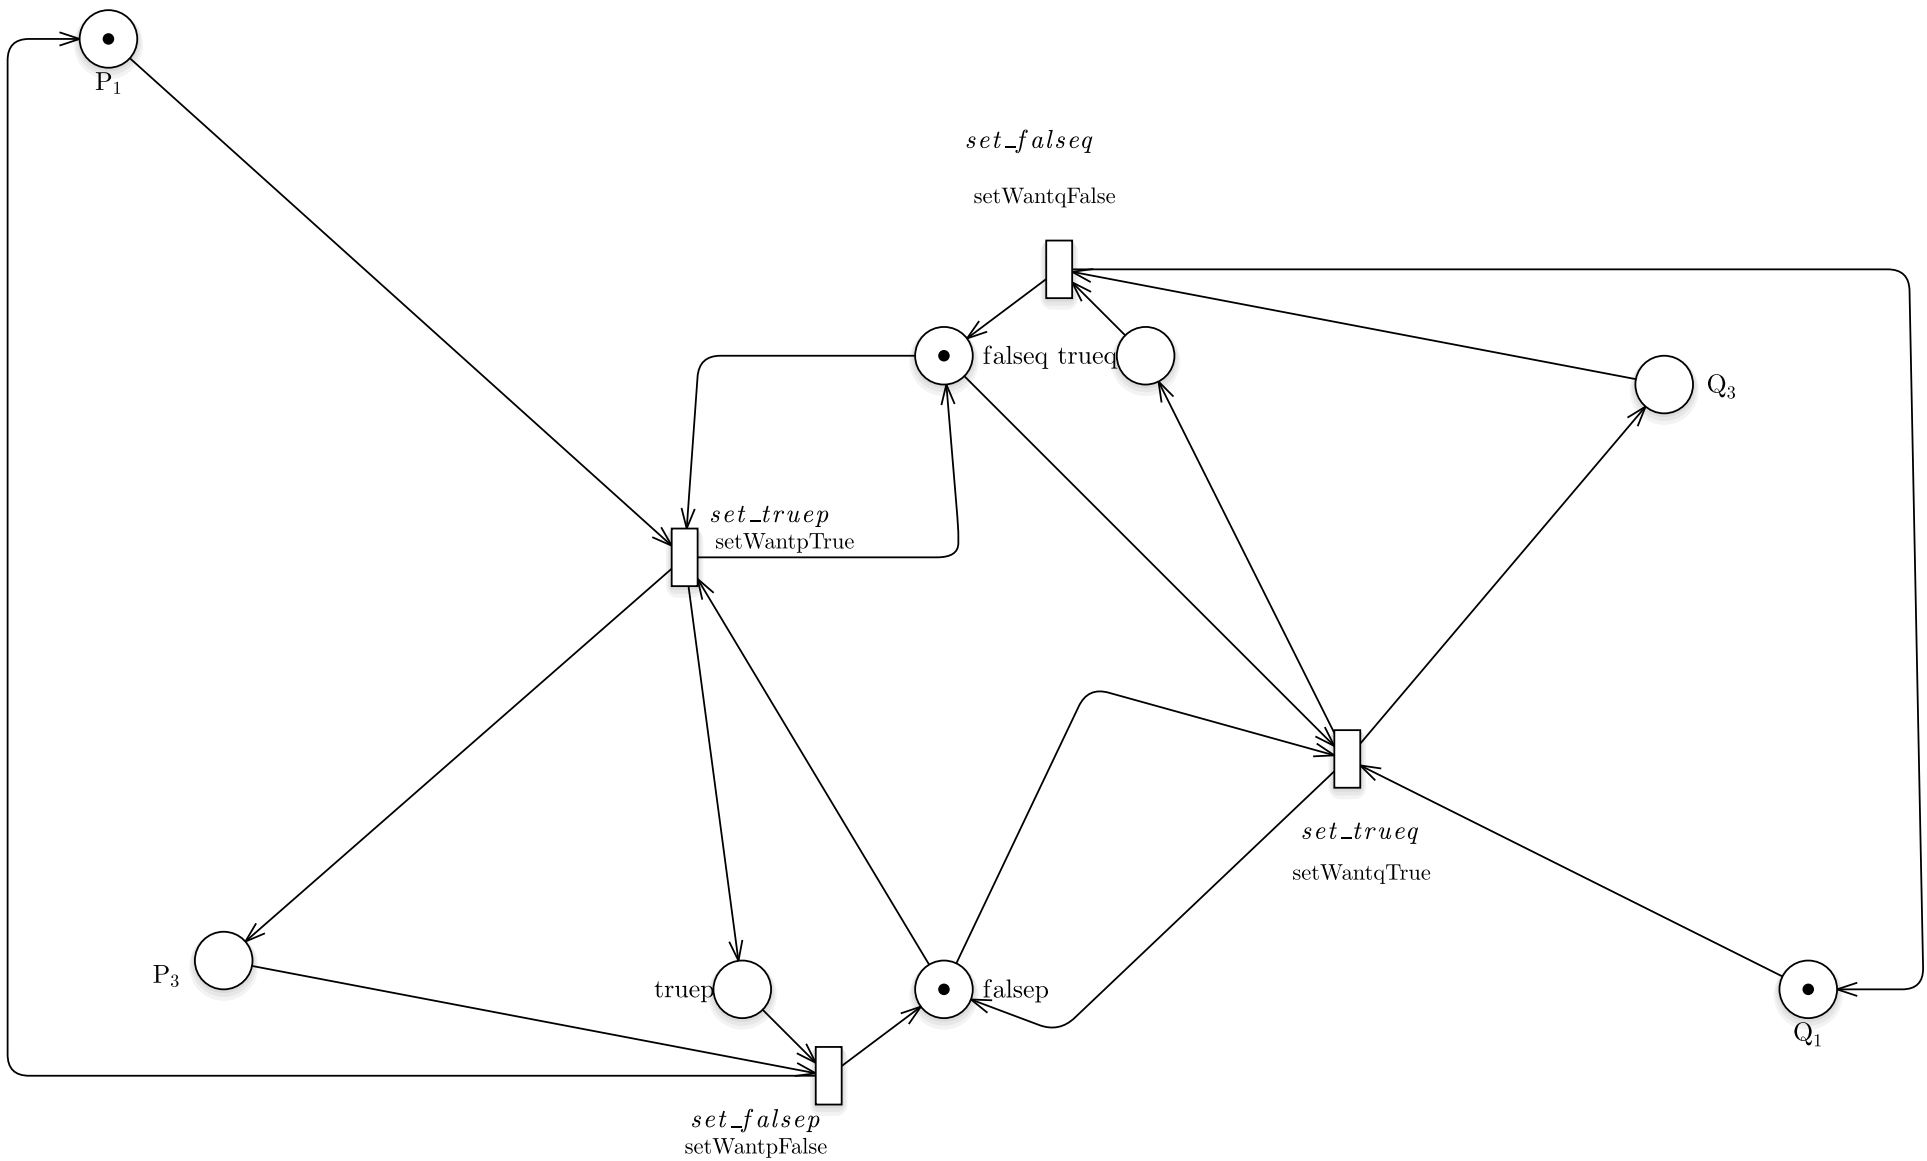 P₁
set_falseq
setWantqFalse
falseq trueq
Q₃
set_truep
setWantpTrue
set_trueq
setWantqTrue
P₃
truep
falsep
Q₁
set_falsep
setWantpFalse